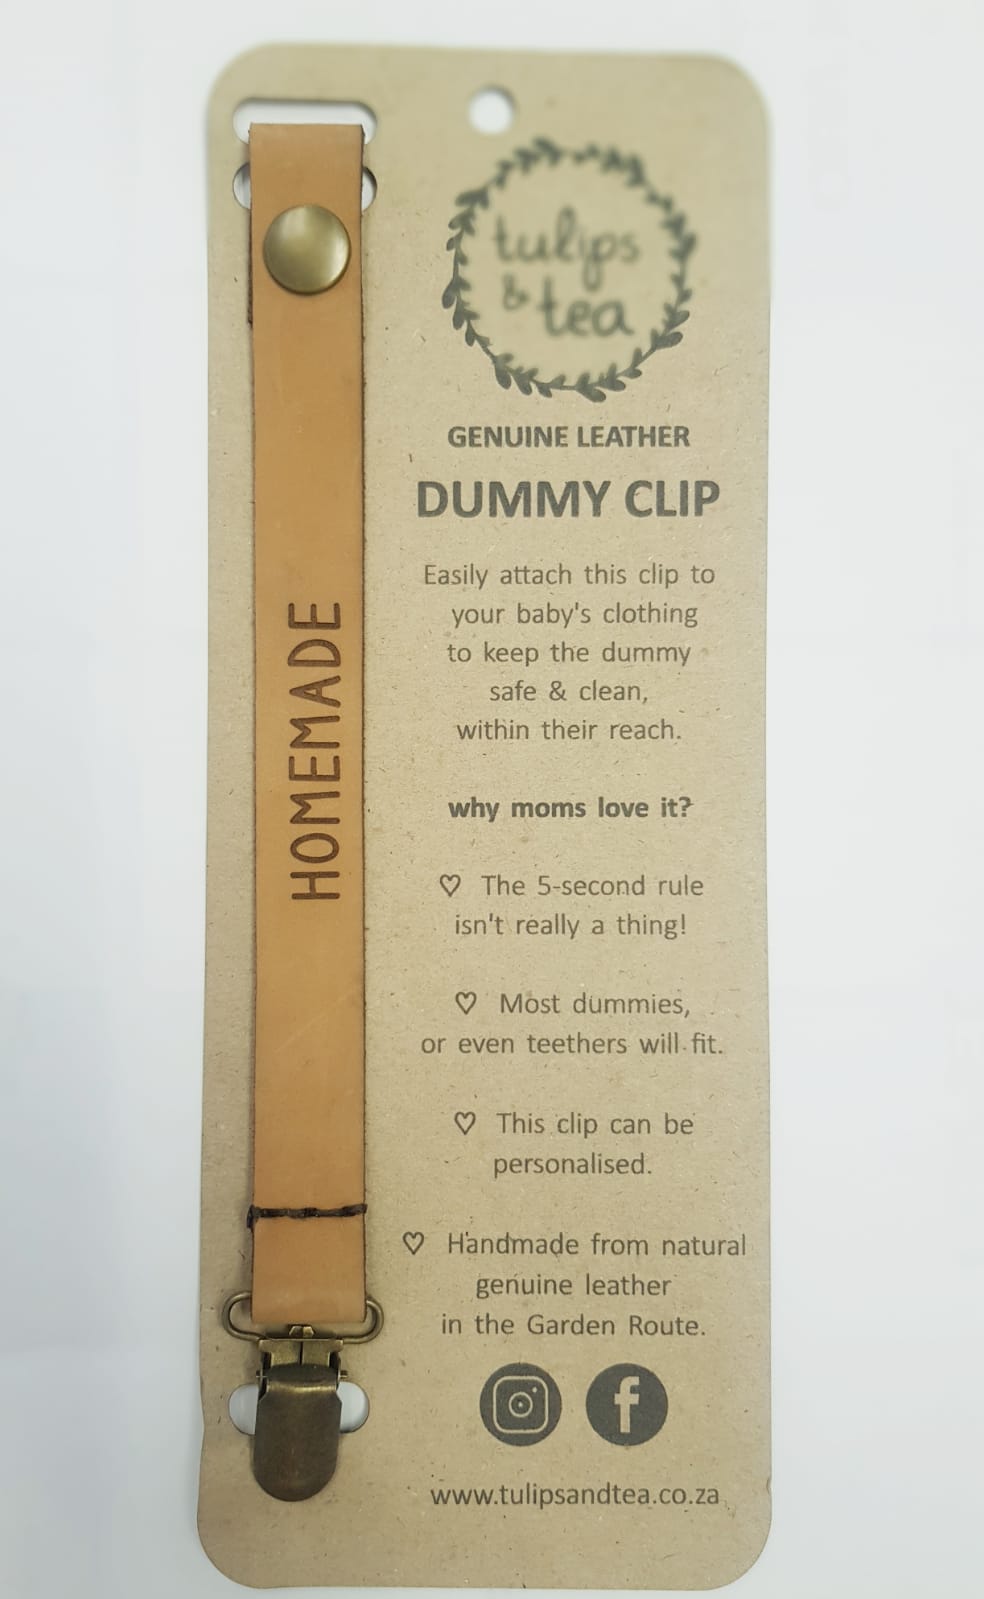 HOMEMADE
tulips
& tea
GENUINE LEATHER
DUMMY CLIP
Easily attach this clip to
your baby's clothing
to keep the dummy
safe & clean,
within their reach.
why moms love it?
♡ The 5-second rule
isn't really a thing!
♡ Most dummies,
or even teethers will fit.
♡ This clip can be
personalised.
♡ Handmade from natural
genuine leather
in the Garden Route.
www.tulipsandtea.co.za